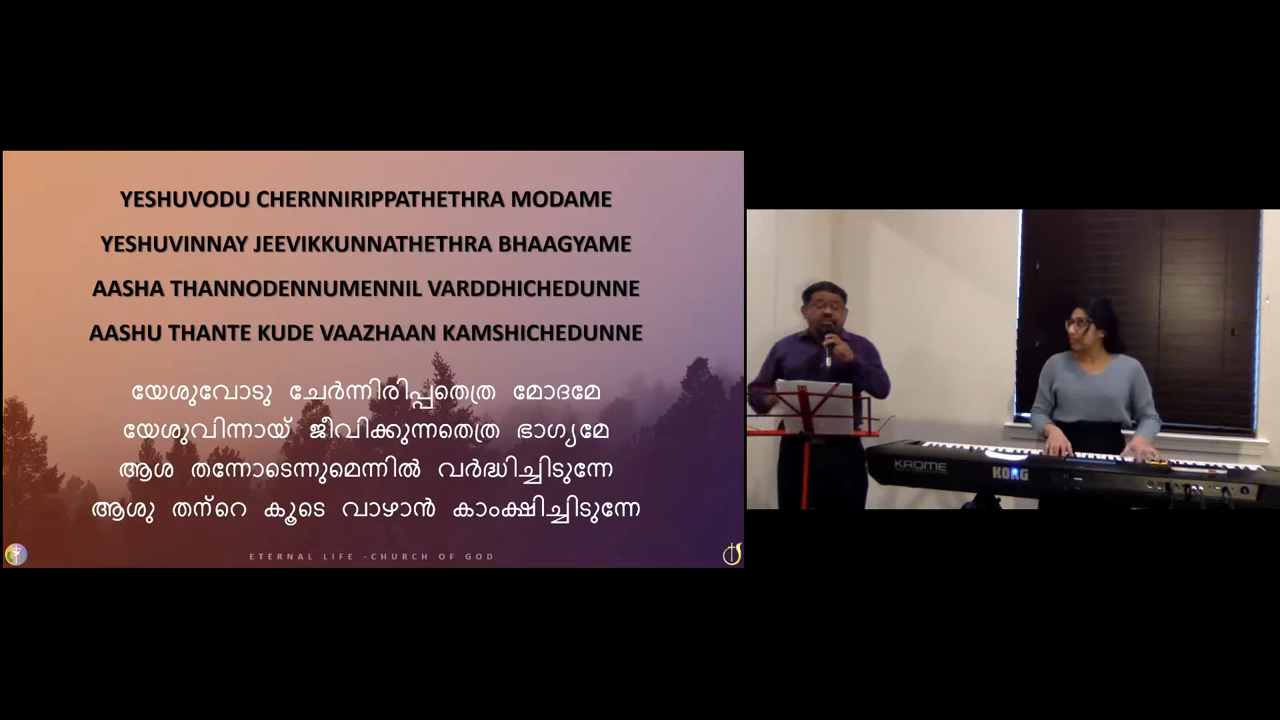 YESHUVODU CHERNNIRIPPATHETHRA MODAME
YESHUVINNAY JEEVIKKUNNATHETHRA BHAAGYAME
AASHA THANNODENNUMENNIL VARDDHICHEDUNNE
AASHU THANTE KUDE VAAZHAAN KAMSHICHEDUNNE
യേശുവോടു ചേർന്നിരിപ്പതെത്ര മോദമേ
യേശുവിന്നായ് ജീവിക്കുന്നതെത്ര ഭാഗ്യമേ
ആശ തന്നോടെന്നുമെന്നിൽ വർദ്ധിച്ചിടുന്നേ
ആശു തന്റെ കൂടെ വാഴാൻ കാംക്ഷിച്ചിടുന്നേ
ETERNAL LIFE -CHURCH OF GOD
KROME
KORG